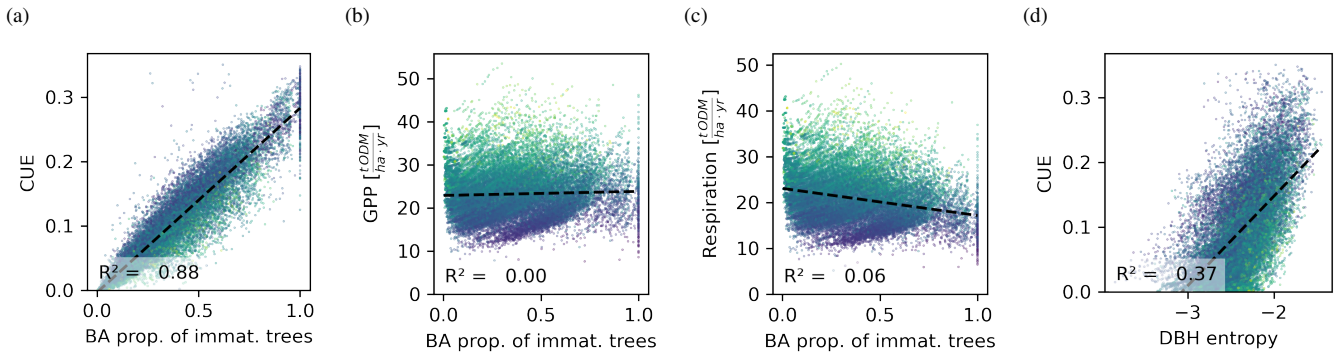 (a)
(b)
(c)
(d)
CUE
0.3
0.2
0.1
0.0
R² = 0.88
0.0 0.5 1.0
BA prop. of immat. trees
GPP [tODM/ha · yr]
50
40
30
20
10
0
R² = 0.00
0.0 0.5 1.0
BA prop. of immat. trees
Respiration [tODM/ha · yr]
50
40
30
20
10
0
R² = 0.06
0.0 0.5 1.0
BA prop. of immat. trees
CUE
0.3
0.2
0.1
0.0
R² = 0.37
−3 −2
DBH entropy